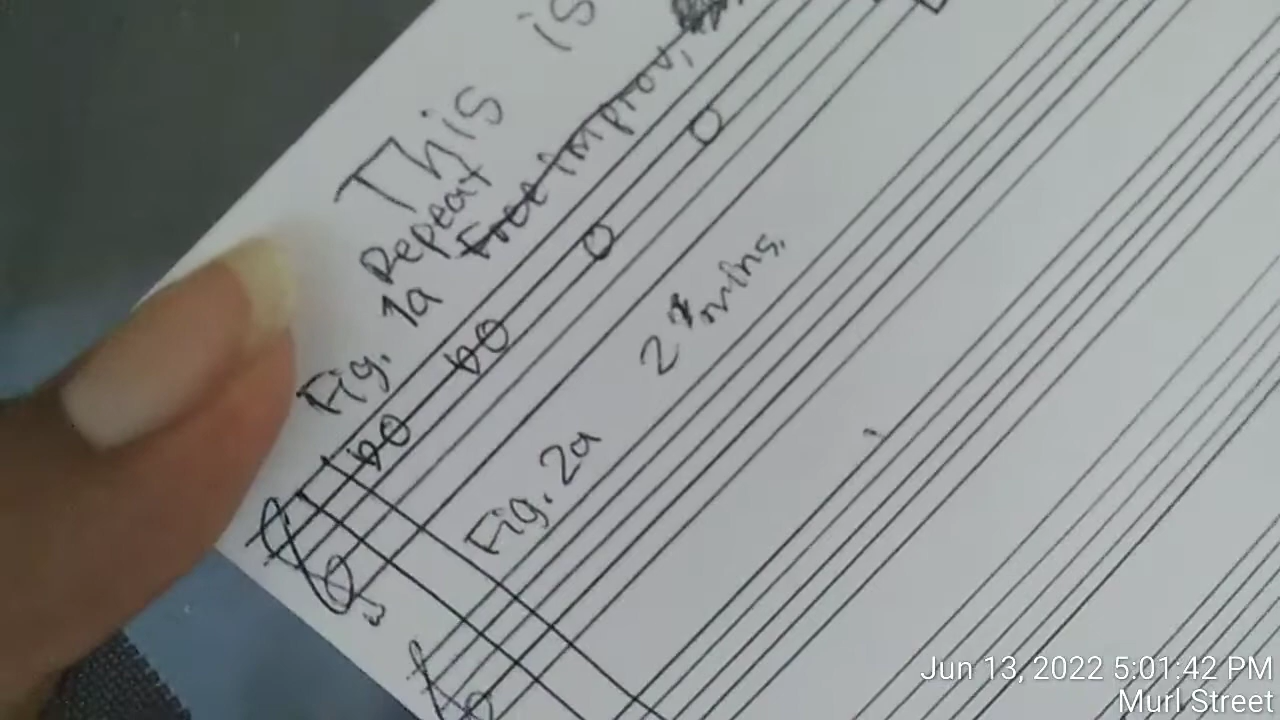 This is
Repeat
Fig. 1a Free improv,
Fig. 2a 2 mins.
Jun 13, 2022 5:01:42 PM
Murl Street